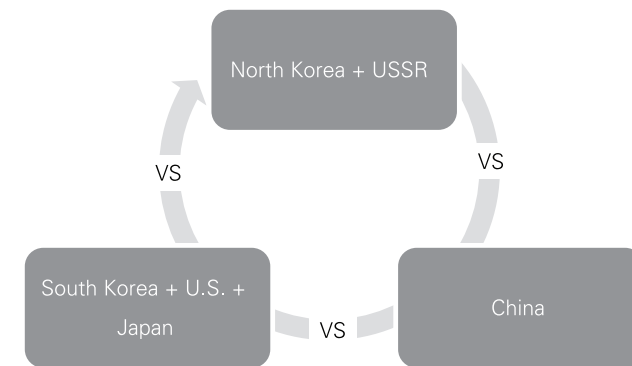 North Korea + USSR
VS
VS
South Korea + U.S. +
Japan
China
VS